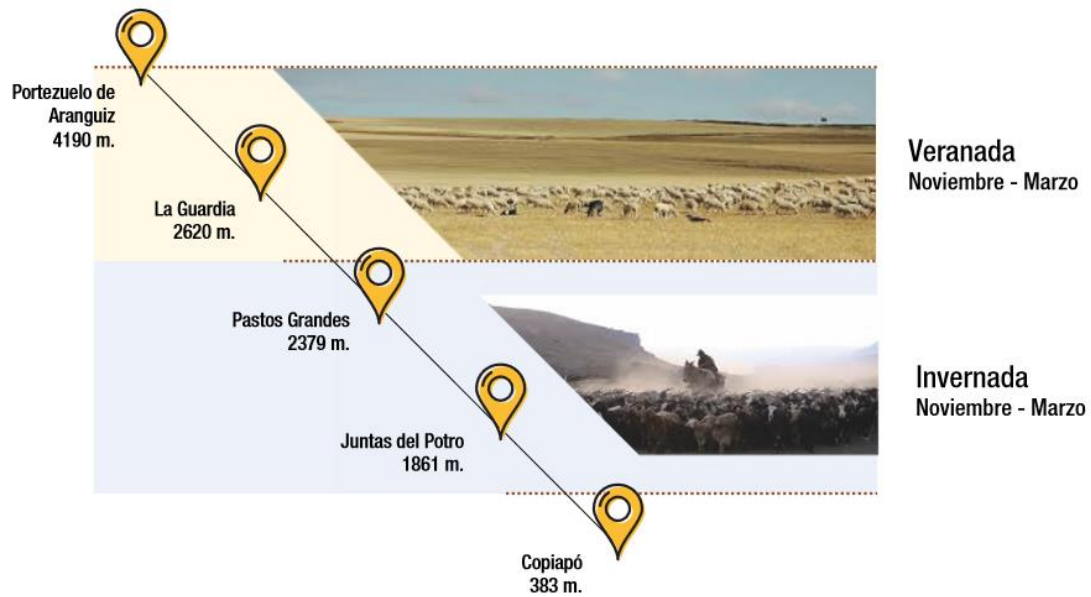 Portezuelo de
Aranguiz
4190 m.
La Guardia
2620 m.
Pastos Grandes
2379 m.
Juntas del Potro
1861 m.
Copiapó
383 m.
Veranada
Noviembre - Marzo
Invernada
Noviembre - Marzo